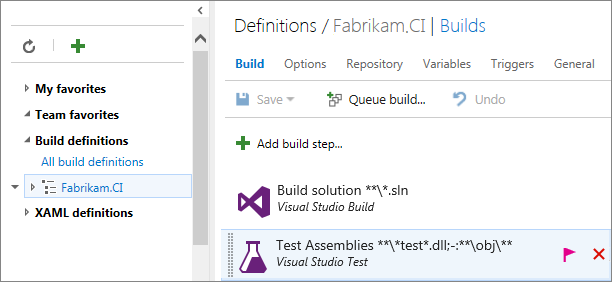 My favorites
Team favorites
Build definitions
All build definitions
Fabrikam.CI
XAML definitions
Definitions / Fabrikam.CI | Builds
Build Options Repository Variables Triggers General
Save Queue build... Undo
Add build step...
Build solution **\*.sln
Visual Studio Build
Test Assemblies **\*test*.dll;-:**\obj\**
Visual Studio Test